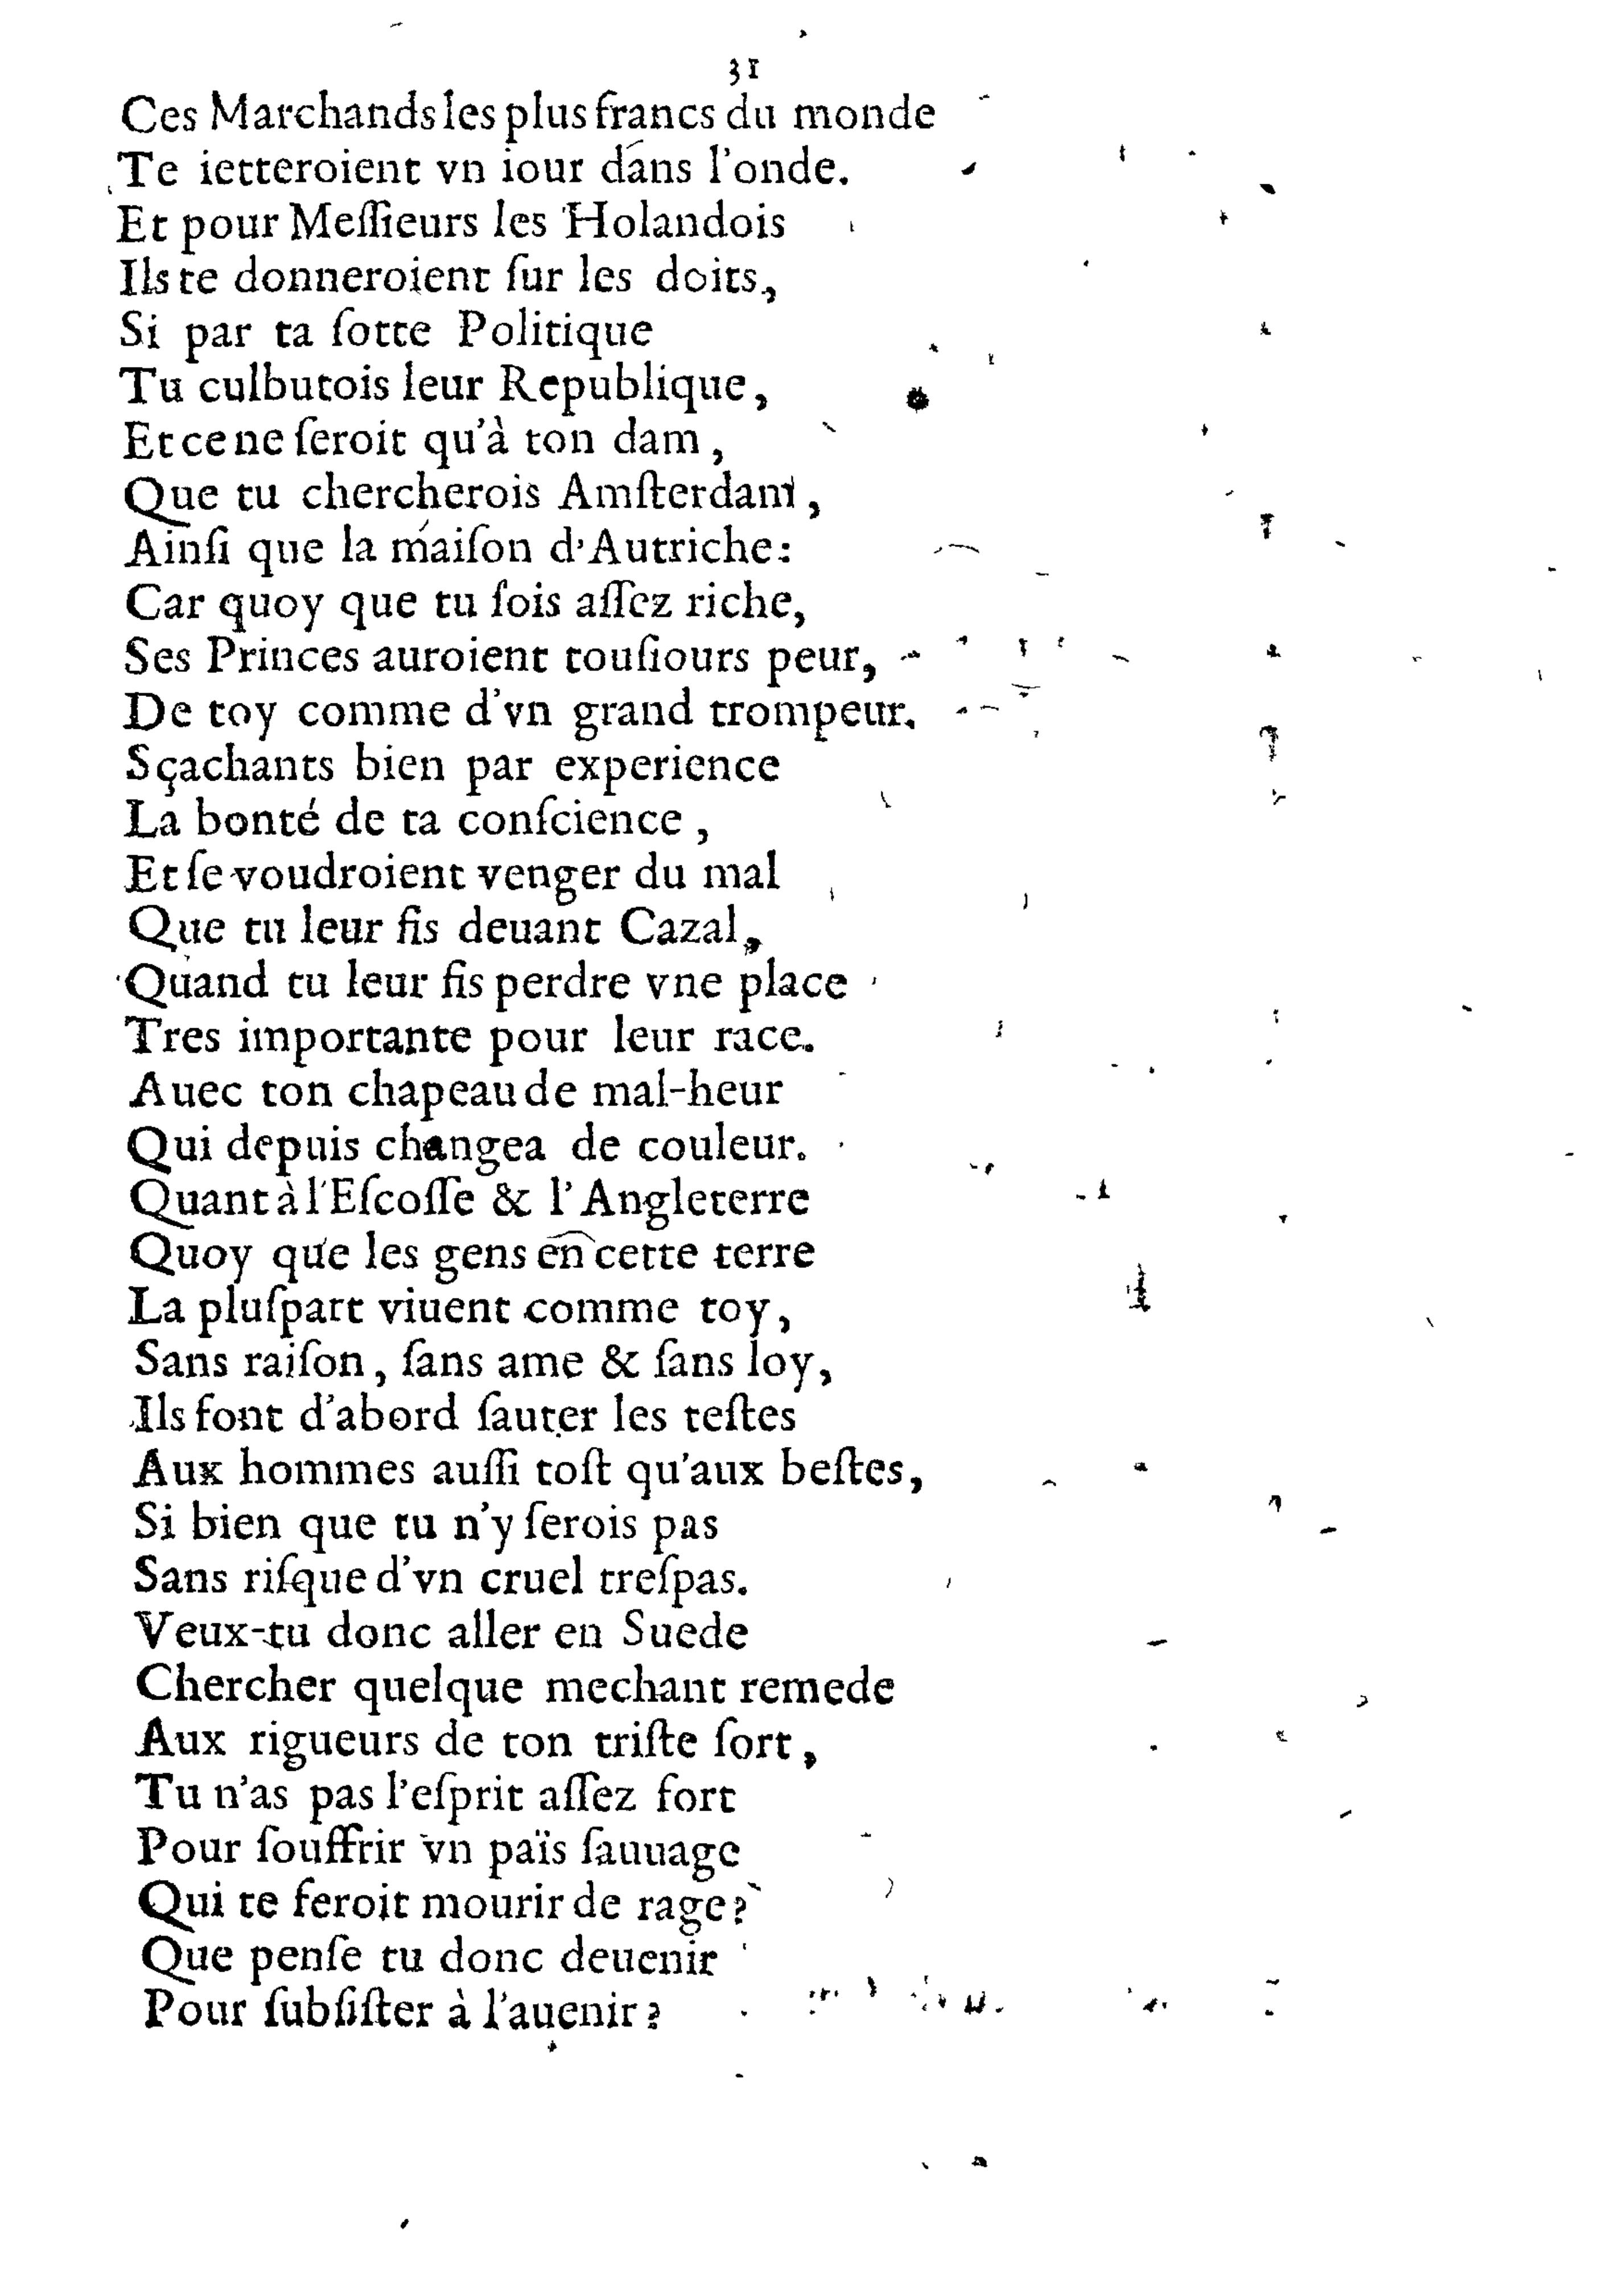 31
Ces Marchands les plus francs du monde
Te ietteroient vn iour dans l'onde.
Et pour Meſſieurs les Holandois
Ils te donneroient ſur les doits,
Si par ta ſotte Politique
Tu culbutois leur Republique,
Et ce ne ſeroit qu'à ton dam,
Que tu chercherois Amſterdam,
Ainſi que la maiſon d'Autriche:
Car quoy que tu ſois aſſez riche,
Ses Princes auroient touſiours peur,
De toy comme d'vn grand trompeur.
Sçachants bien par experience
La bonté de ta conſcience,
Et ſe voudroient venger du mal
Que tu leur fis deuant Cazal,
Quand tu leur fis perdre vne place
Tres importante pour leur race.
Auec ton chapeau de mal-heur
Qui depuis changea de couleur.
Quant à l'Eſcoſſe & l'Angleterre
Quoy que les gens en cette terre
La pluſpart viuent comme toy,
Sans raiſon, ſans ame & ſans loy,
Ils font d'abord ſauter les teſtes
Aux hommes auſſi toſt qu'aux beſtes,
Si bien que tu n'y ſerois pas
Sans riſque d'vn cruel treſpas.
Veux-tu donc aller en Suede
Chercher quelque mechant remede
Aux rigueurs de ton triſte ſort,
Tu n'as pas l'eſprit aſſez fort
Pour ſouffrir vn païs ſauuage
Qui te feroit mourir de rage?
Que penſe tu donc deuenir
Pour ſubſiſter à l'auenir?